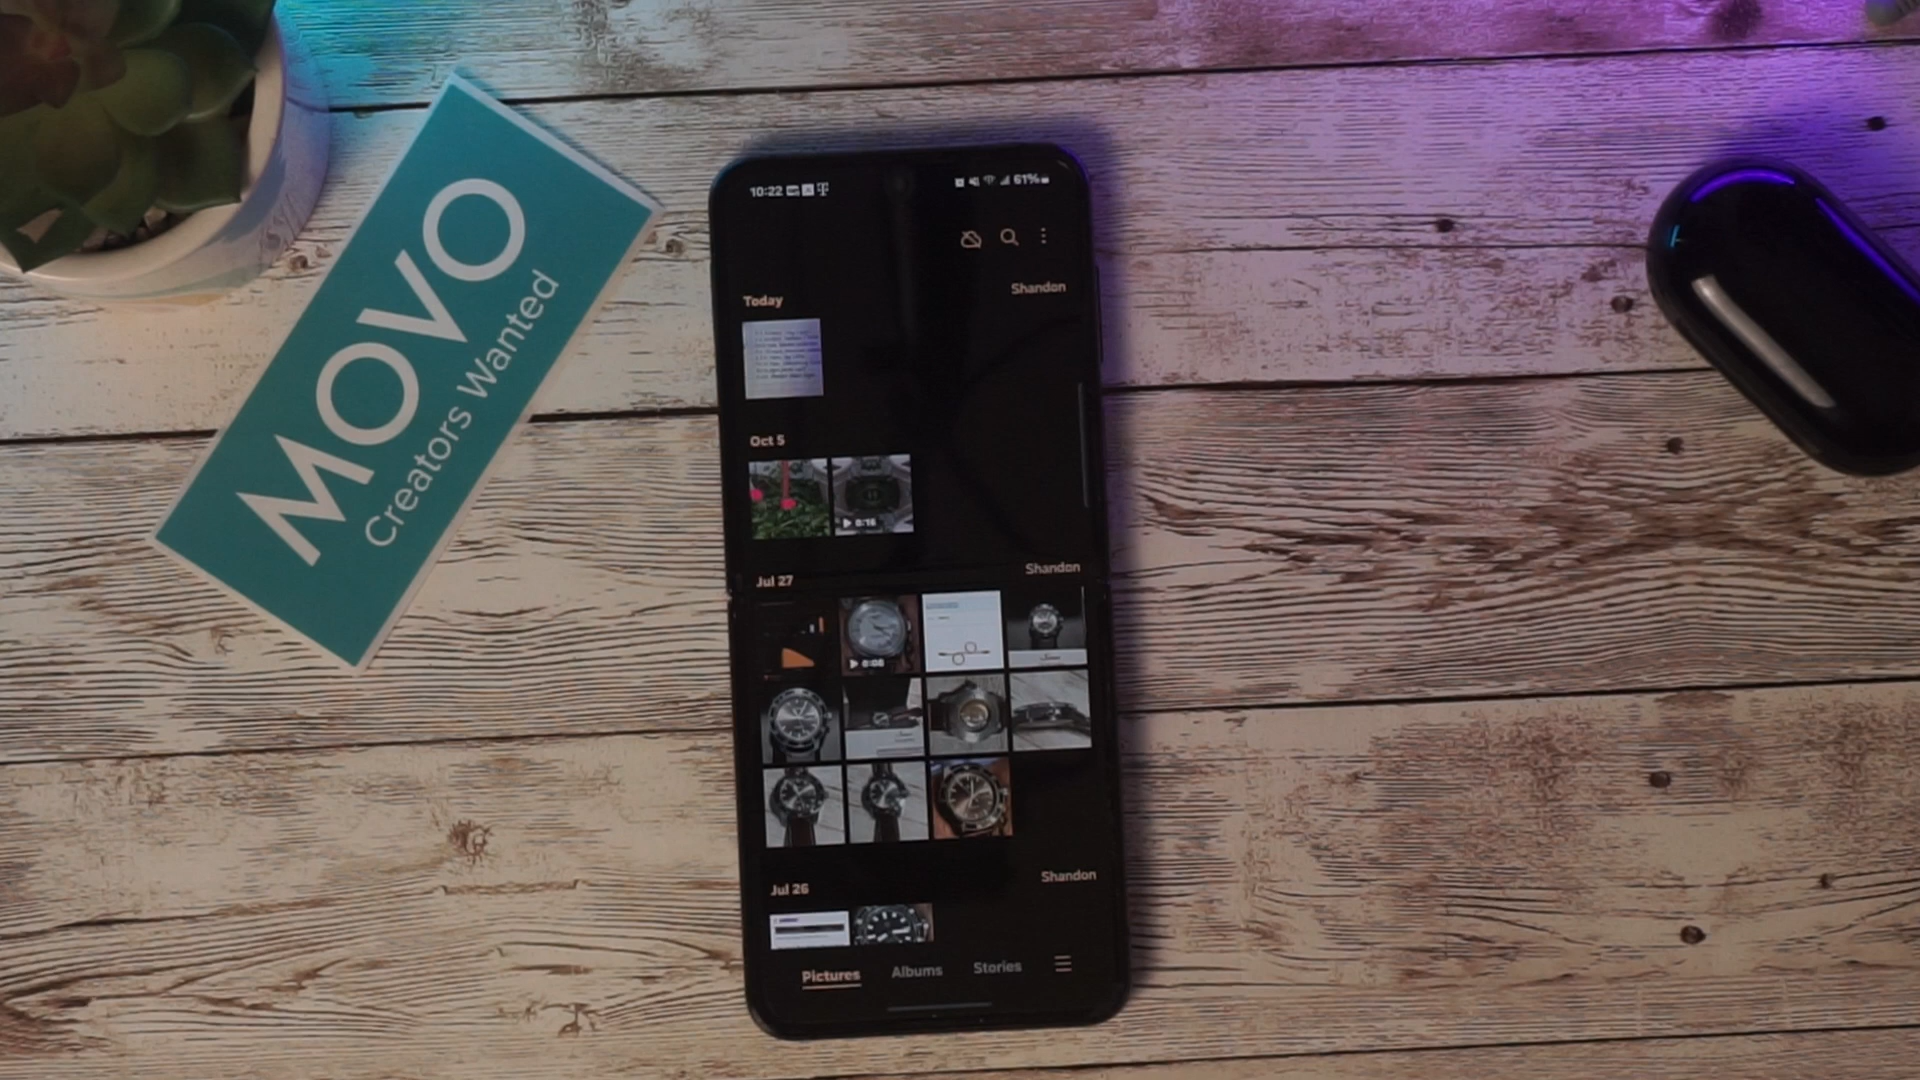 MOVO
Creators Wanted
10:22
61%
Today
Shandon
Oct 5
0:16
Jul 27
Shandon
0:08
Jul 26
Shandon
Pictures
Albums
Stories